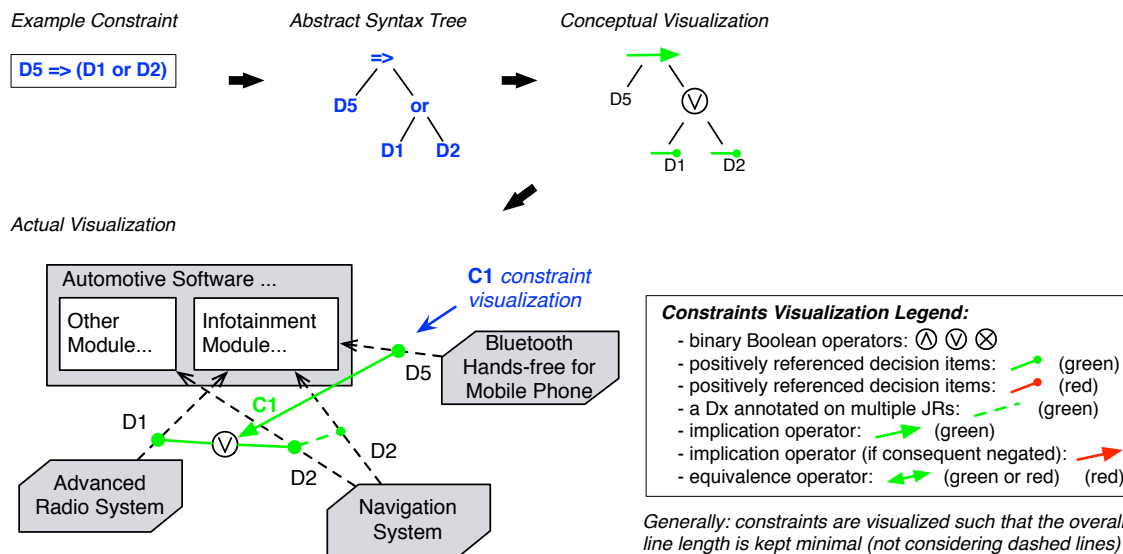 Example Constraint
Abstract Syntax Tree
Conceptual Visualization
D5 => (D1 or D2)
=>
D5
or
D1
D2
D5
V
D1
D2
Actual Visualization
Automotive Software ...
Other
Module...
Infotainment
Module...
C1 constraint
visualization
Bluetooth
Hands-free for
Mobile Phone
D5
C1
D1
V
D2
D2
Advanced
Radio System
Navigation
System
Constraints Visualization Legend:
- binary Boolean operators: Λ V X
- positively referenced decision items: (green)
- positively referenced decision items: (red)
- a Dx annotated on multiple JRs: (green)
- implication operator: (green)
- implication operator (if consequent negated):
- equivalence operator: (green or red) (red)
Generally: constraints are visualized such that the overall
line length is kept minimal (not considering dashed lines)